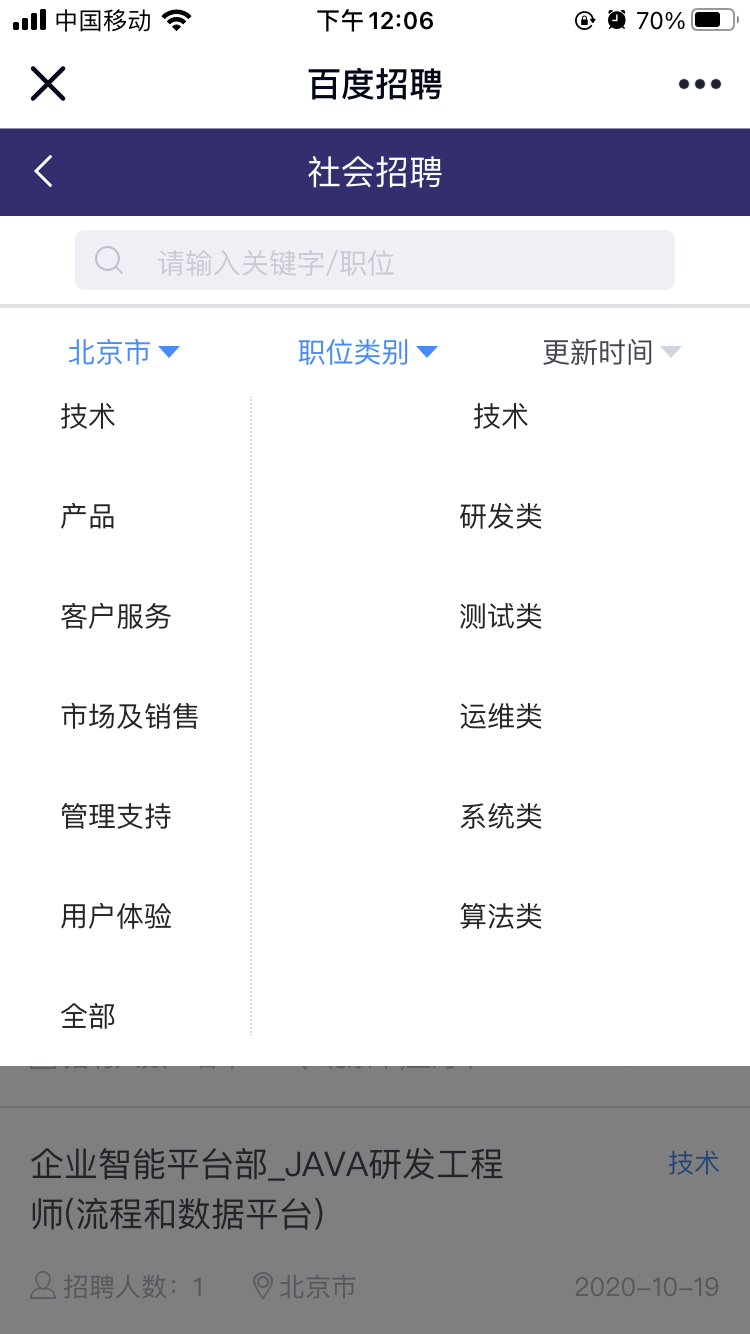 中国移动 下午12:06 70%
百度招聘
社会招聘
请输入关键字/职位
北京市 职位类别 更新时间
技术 技术
产品 研发类
客户服务 测试类
市场及销售 运维类
管理支持 系统类
用户体验 算法类
全部
企业智能平台部_JAVA研发工程 技术
师(流程和数据平台)
招聘人数：1 北京市 2020-10-19